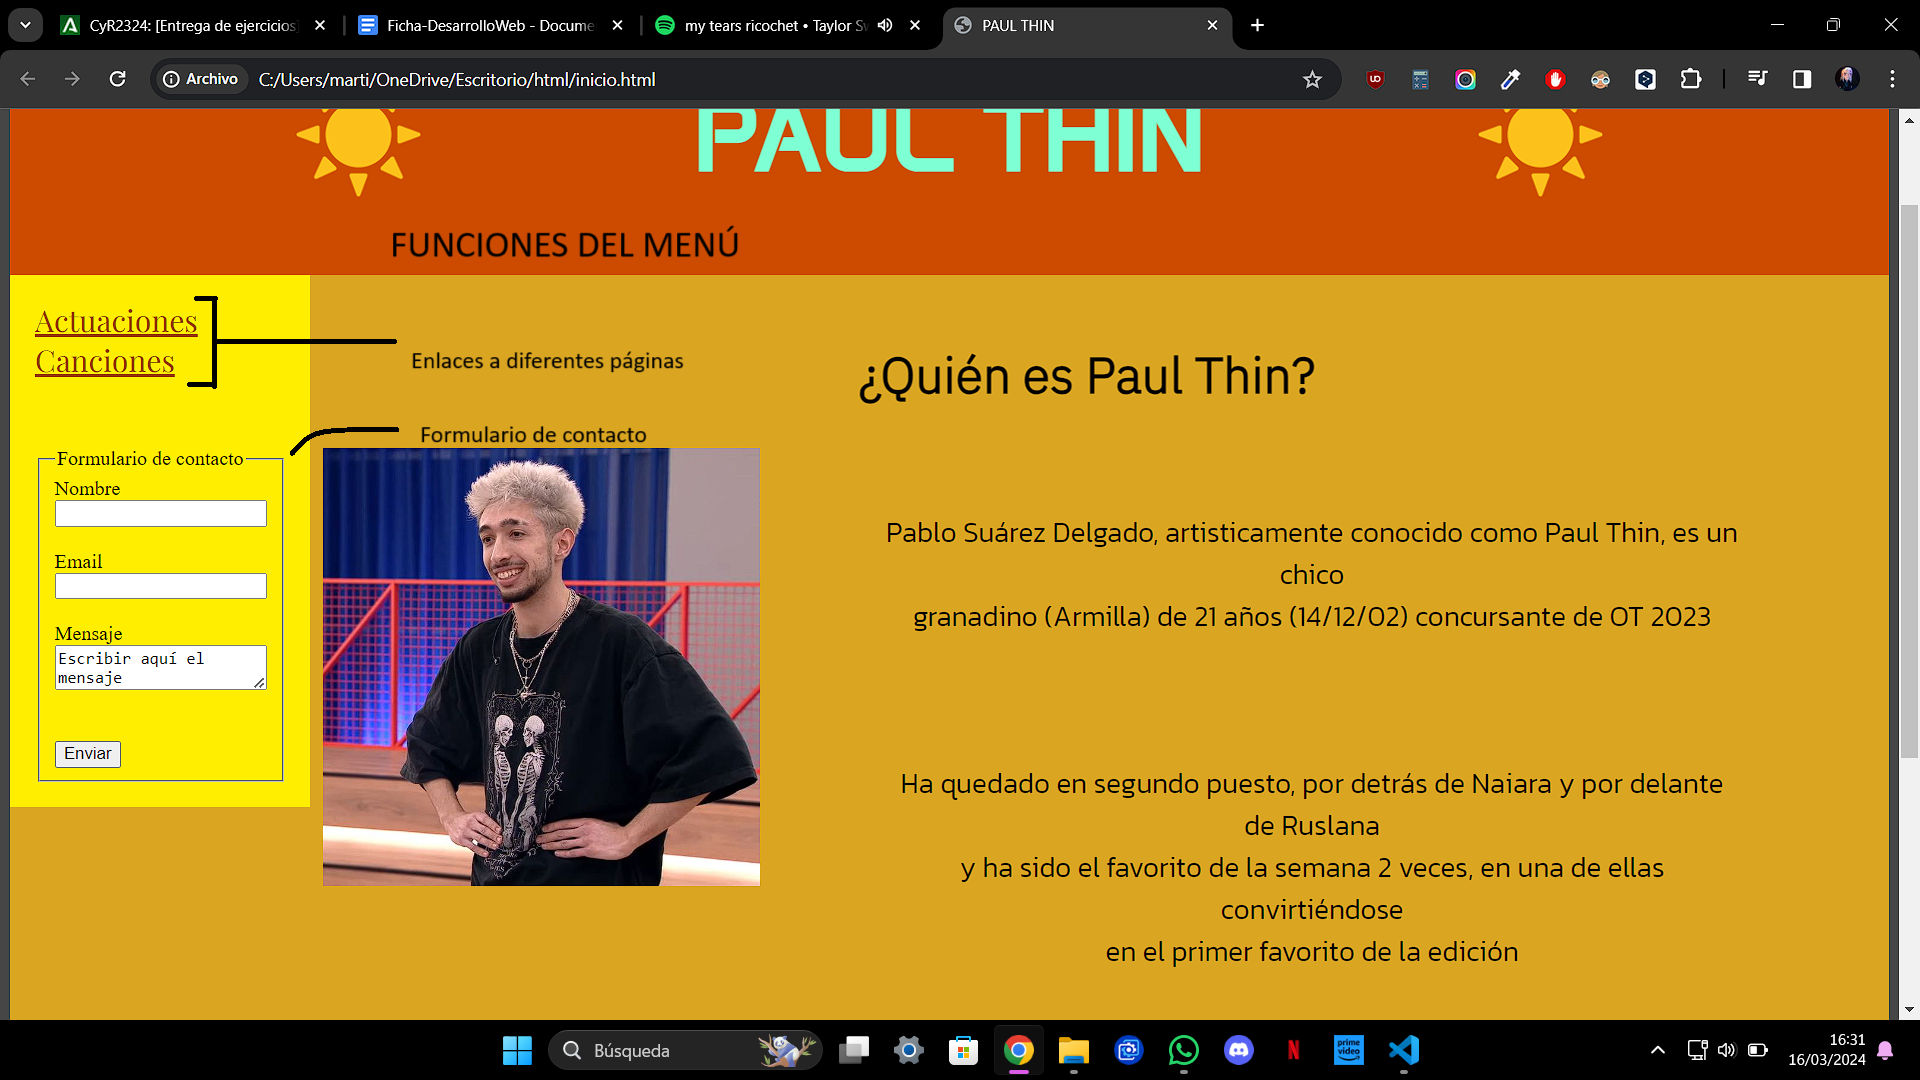 CyR2324: [Entrega de ejercicios]
Ficha-DesarrolloWeb - Docume
my tears ricochet • Taylor Sw
PAUL THIN
Archivo
C:/Users/marti/OneDrive/Escritorio/html/inicio.html
PAUL THIN
FUNCIONES DEL MENÚ
Actuaciones
Canciones
Enlaces a diferentes páginas
Formulario de contacto
Formulario de contacto
Nombre
Email
Mensaje
Escribir aquí el
mensaje
Enviar
¿Quién es Paul Thin?
Pablo Suárez Delgado, artisticamente conocido como Paul Thin, es un
chico
granadino (Armilla) de 21 años (14/12/02) concursante de OT 2023
Ha quedado en segundo puesto, por detrás de Naiara y por delante
de Ruslana
y ha sido el favorito de la semana 2 veces, en una de ellas
convirtiéndose
en el primer favorito de la edición
Búsqueda
prime
video
16:31
16/03/2024